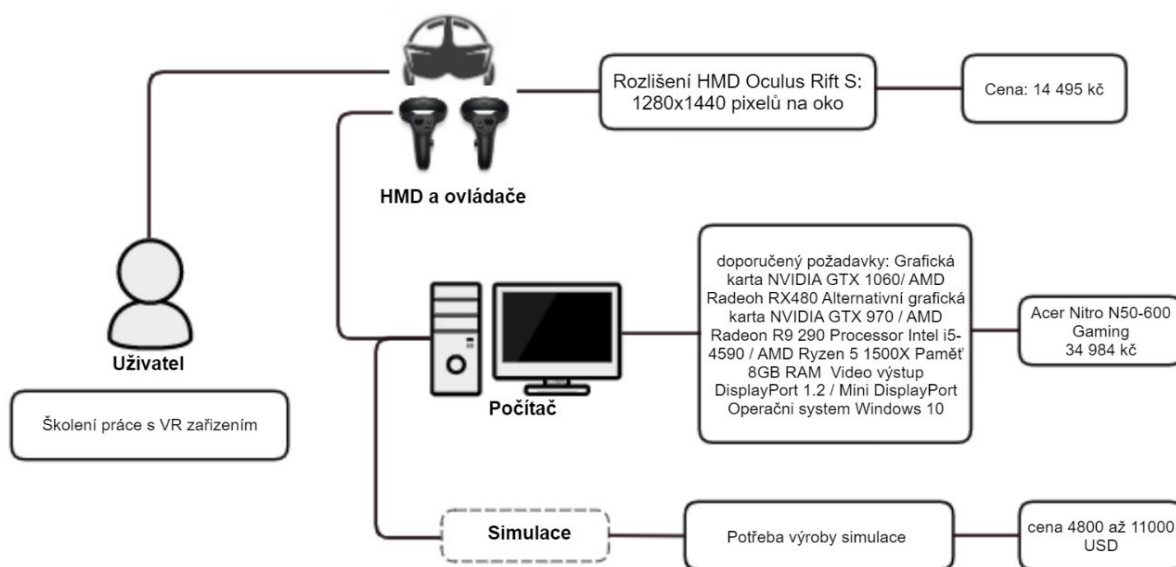 Rozlišení HMD Oculus Rift S:
1280x1440 pixelů na oko
Cena: 14 495 kč
HMD a ovládače
Uživatel
Školení práce s VR zařizením
Počítač
doporučený požadavky: Grafická
karta NVIDIA GTX 1060/ AMD
Radeoh RX480 Alternativní grafická
karta NVIDIA GTX 970 / AMD
Radeon R9 290 Processor Intel i5-
4590 / AMD Ryzen 5 1500X Paměť
8GB RAM Video výstup
DisplayPort 1.2 / Mini DisplayPort
Operačni system Windows 10
Acer Nitro N50-600
Gaming
34 984 kč
Simulace
Potřeba výroby simulace
cena 4800 až 11000
USD